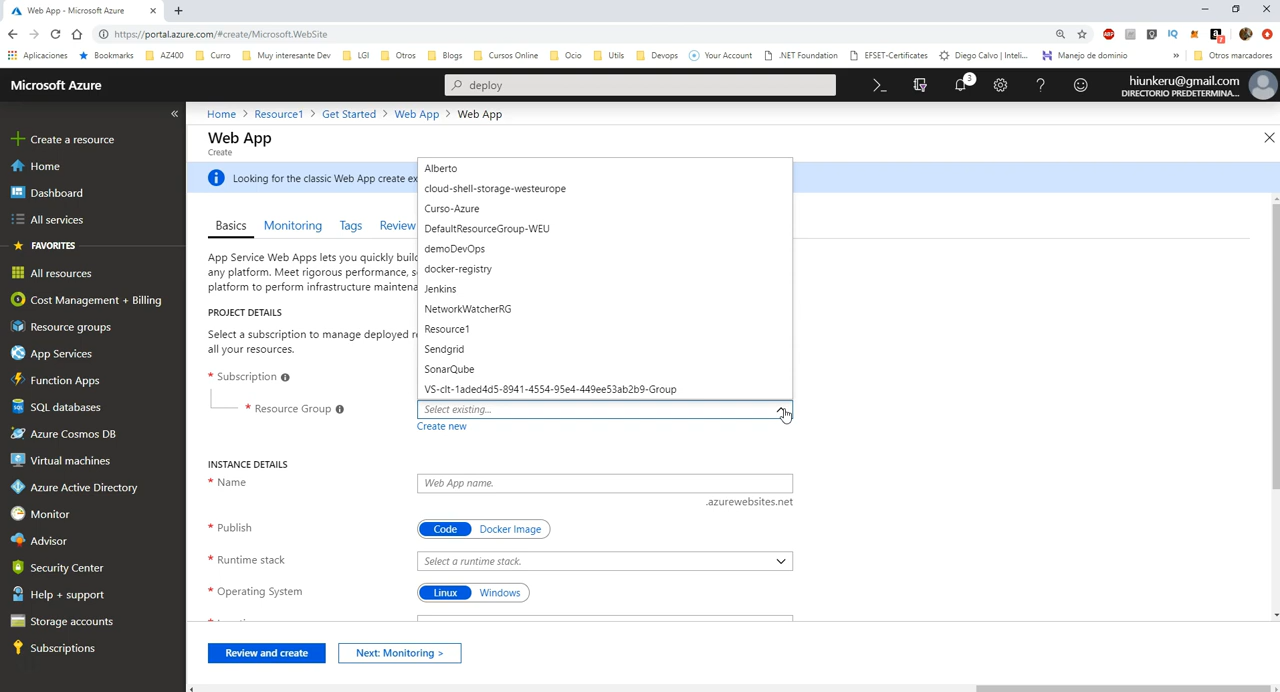 Web App - Microsoft Azure
https://portal.azure.com/#create/Microsoft.WebSite
Aplicaciones Bookmarks AZ400 Curro Muy interesante Dev LGI Otros Blogs Cursos Online Ocio Utils Devops Your Account .NET Foundation EFSET-Certificates Diego Calvo | Inteli... Manejo de dominio » Otros marcadores
Microsoft Azure
deploy
3
hiunkeru@gmail.com
DIRECTORIO PREDETERMINA...
Create a resource
Home
Dashboard
All services
FAVORITES
All resources
Cost Management + Billing
Resource groups
App Services
Function Apps
SQL databases
Azure Cosmos DB
Virtual machines
Azure Active Directory
Monitor
Advisor
Security Center
Help + support
Storage accounts
Subscriptions
Home > Resource1 > Get Started > Web App > Web App
Web App
Create
Looking for the classic Web App create ex
Basics Monitoring Tags Review
App Service Web Apps lets you quickly buil
any platform. Meet rigorous performance, s
platform to perform infrastructure maintena
PROJECT DETAILS
Select a subscription to manage deployed r
all your resources.
* Subscription
* Resource Group
Alberto
cloud-shell-storage-westeurope
Curso-Azure
DefaultResourceGroup-WEU
demoDevOps
docker-registry
Jenkins
NetworkWatcherRG
Resource1
Sendgrid
SonarQube
VS-clt-1aded4d5-8941-4554-95e4-449ee53ab2b9-Group
Select existing...
Create new
INSTANCE DETAILS
* Name
Web App name.
.azurewebsites.net
* Publish
Code Docker Image
* Runtime stack
Select a runtime stack.
* Operating System
Linux Windows
Review and create
Next: Monitoring >